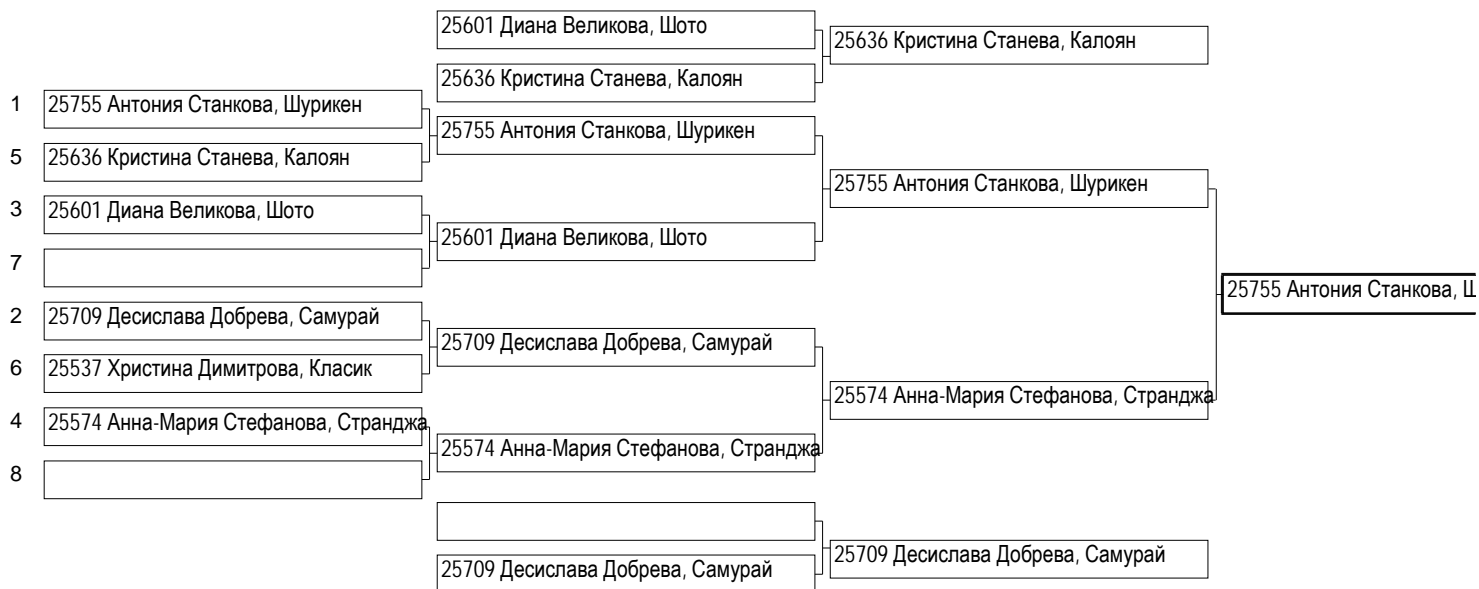 25601 Диана Великова, Шото
25636 Кристина Станева, Калоян
25636 Кристина Станева, Калоян
1 25755 Антония Станкова, Шурикен
25755 Антония Станкова, Шурикен
5 25636 Кристина Станева, Калоян
25755 Антония Станкова, Шурикен
3 25601 Диана Великова, Шото
25601 Диана Великова, Шото
7
25755 Антония Станкова, Ш
2 25709 Десислава Добрева, Самурай
25709 Десислава Добрева, Самурай
6 25537 Христина Димитрова, Класик
25574 Анна-Мария Стефанова, Странджа
4 25574 Анна-Мария Стефанова, Странджа
25574 Анна-Мария Стефанова, Странджа
8
25709 Десислава Добрева, Самурай
25709 Десислава Добрева, Самурай